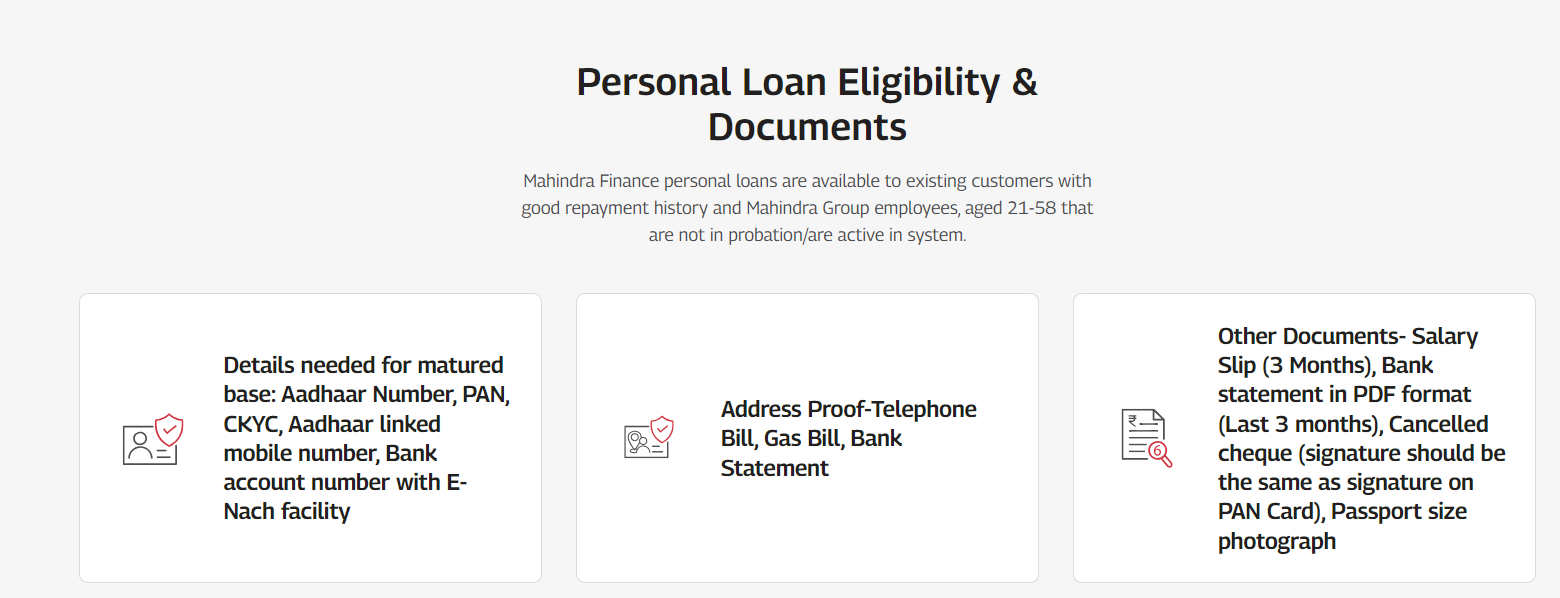 Personal Loan Eligibility &
Documents
Mahindra Finance personal loans are available to existing customers with
good repayment history and Mahindra Group employees, aged 21-58 that
are not in probation/are active in system.
Details needed for matured
base: Aadhaar Number, PAN,
CKYC, Aadhaar linked
mobile number, Bank
account number with E-
Nach facility
Address Proof-Telephone
Bill, Gas Bill, Bank
Statement
₹
6
Other Documents- Salary
Slip (3 Months), Bank
statement in PDF format
(Last 3 months), Cancelled
cheque (signature should be
the same as signature on
PAN Card), Passport size
photograph